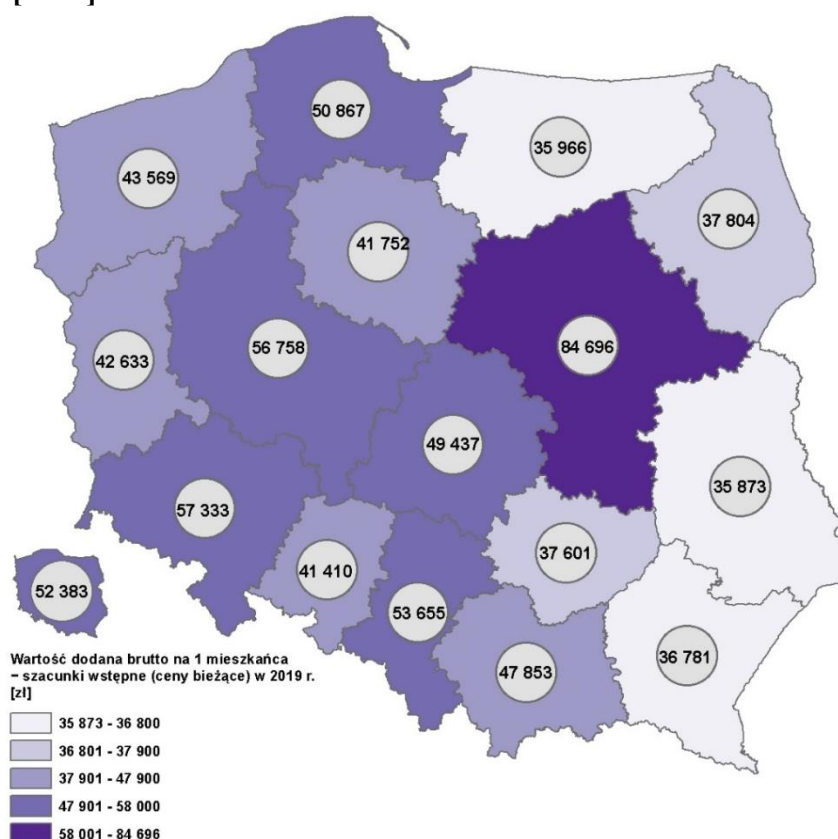 50 867
35 966
43 569
37 804
41 752
84 696
56 758
42 633
49 437
35 873
57 333
37 601
41 410
52 383
53 655
36 781
47 853
Wartość dodana brutto na 1 mieszkańca
– szacunki wstępne (ceny bieżące) w 2019 r.
[zł]
35 873 - 36 800
36 801 - 37 900
37 901 - 47 900
47 901 - 58 000
58 001 - 84 696